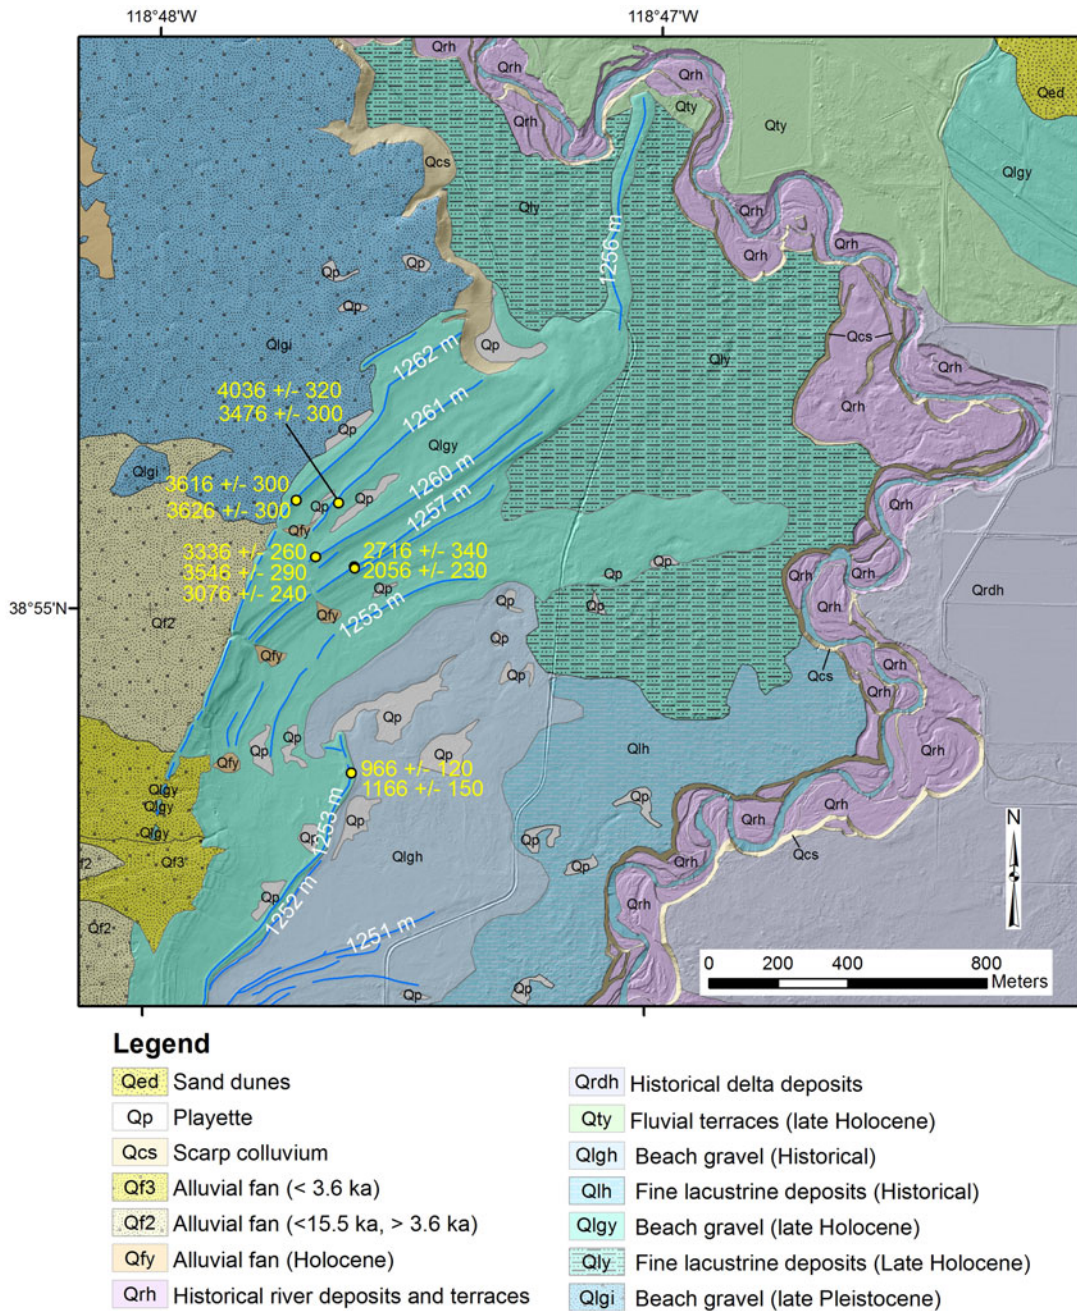 118°48'W
118°47'W
Qrh
Qrh
Qrh
Qrh
Qty
Qty
Qed
Qcs
Qlgy
Qly
Qrh
Qrh
Qrh
1256 m
Qp
Qp
Qp
Qlgi
Qp
1262 m
Qcs
Qly
Qrh
4036 +/- 320
3476 +/- 300
1261 m
Qrh
Qp
Qlgy
Qlgi
1260 m
3616 +/- 300
3626 +/- 300
Qp
Qp
1257 m
Qrh
Qfy
3336 +/- 260
3546 +/- 290
3076 +/- 240
2716 +/- 340
2056 +/- 230
Qp
Qp
Qp
Qrh
Qrh
Qrh
Qrdh
38°55'N
Qf2
Qfy
1253 m
Qp
Qp
Qp
Qfy
Qp
Qcs
Qrh
Qrh
Qp
Qp
Qp
Qp
Qlh
Qrh
Qfy
966 +/- 120
1166 +/- 150
Qlgy
Qlgy
Qlgy
Qp
Qp
Qp
1253 m
Qp
Qrh
Qrh
Qcs
f2
Qf3
Qlgh
Qp
Qrh
Qp
1252 m
Qrh
N
Qf2
1251 m
Qp
Qp
0 200 400 800
Meters
Legend
Qed Sand dunes
Qp Playette
Qcs Scarp colluvium
Qf3 Alluvial fan (< 3.6 ka)
Qf2 Alluvial fan (<15.5 ka, > 3.6 ka)
Qfy Alluvial fan (Holocene)
Qrh Historical river deposits and terraces
Qrdh Historical delta deposits
Qty Fluvial terraces (late Holocene)
Qlgh Beach gravel (Historical)
Qlh Fine lacustrine deposits (Historical)
Qlgy Beach gravel (late Holocene)
Qly Fine lacustrine deposits (Late Holocene)
Qlgi Beach gravel (late Pleistocene)